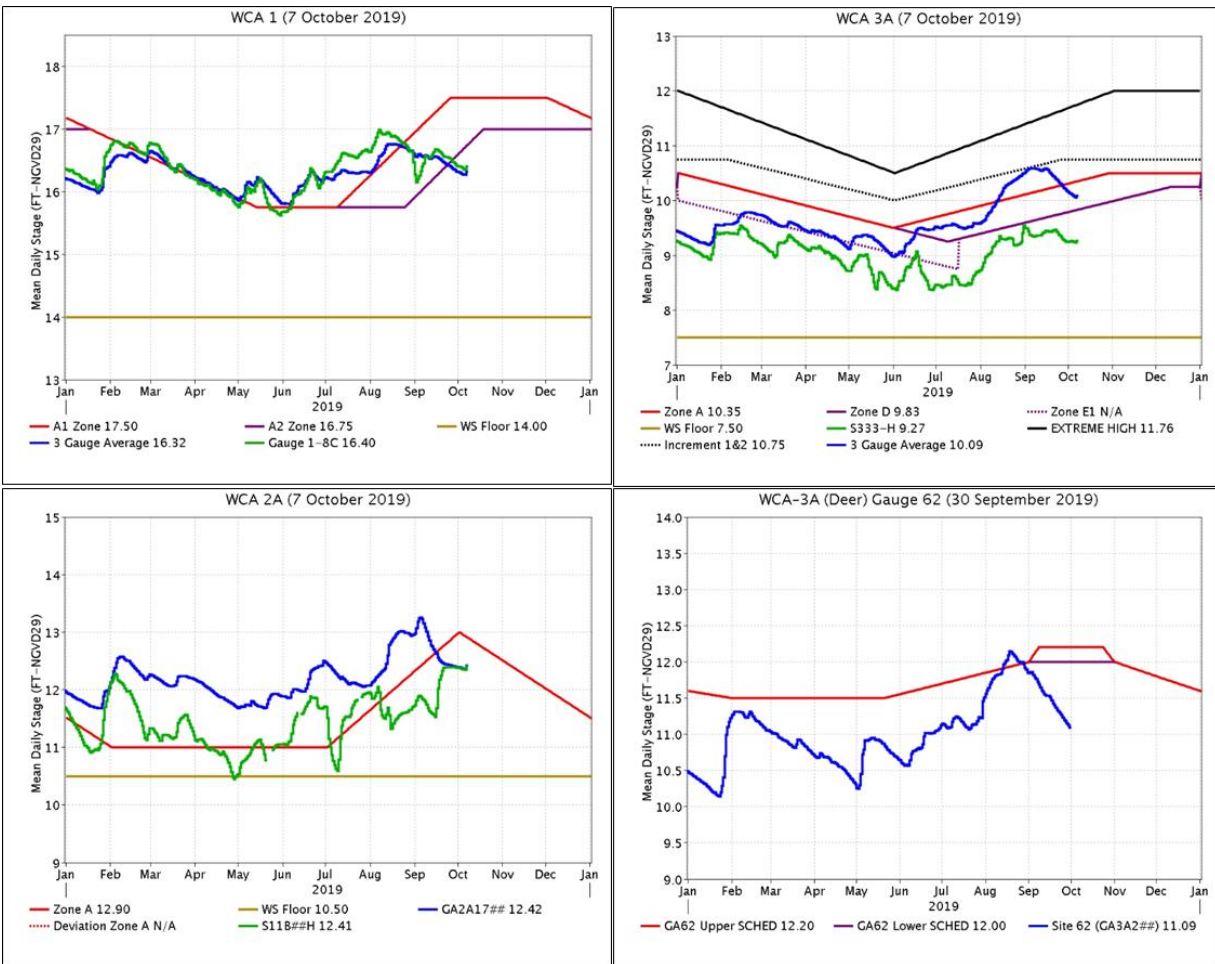 WCA 1 (7 October 2019)
Mean Daily Stage (FT-NGVD29)
18
17
16
15
14
13
Jan Feb Mar Apr May Jun Jul Aug Sep Oct Nov Dec Jan
2019
A1 Zone 17.50 A2 Zone 16.75 WS Floor 14.00
3 Gauge Average 16.32 Gauge 1-8C 16.40
WCA 3A (7 October 2019)
Mean Daily Stage (FT-NGVD29)
13
12
11
10
9
8
7
Jan Feb Mar Apr May Jun Jul Aug Sep Oct Nov Dec Jan
2019
Zone A 10.35 Zone D 9.83 Zone E1 N/A
WS Floor 7.50 S333-H 9.27 EXTREME HIGH 11.76
Increment 1&2 10.75 3 Gauge Average 10.09
WCA 2A (7 October 2019)
Mean Daily Stage (FT-NGVD29)
15
14
13
12
11
10
9
Jan Feb Mar Apr May Jun Jul Aug Sep Oct Nov Dec Jan
2019
Zone A 12.90 WS Floor 10.50 GA2A17## 12.42
Deviation Zone A N/A S11B##H 12.41
WCA-3A (Deer) Gauge 62 (30 September 2019)
Mean Daily Stage (FT-NGVD29)
14.0
13.5
13.0
12.5
12.0
11.5
11.0
10.5
10.0
9.5
9.0
Jan Feb Mar Apr May Jun Jul Aug Sep Oct Nov Dec Jan
2019
GA62 Upper SCHED 12.20 GA62 Lower SCHED 12.00 Site 62 (GA3A2##) 11.09